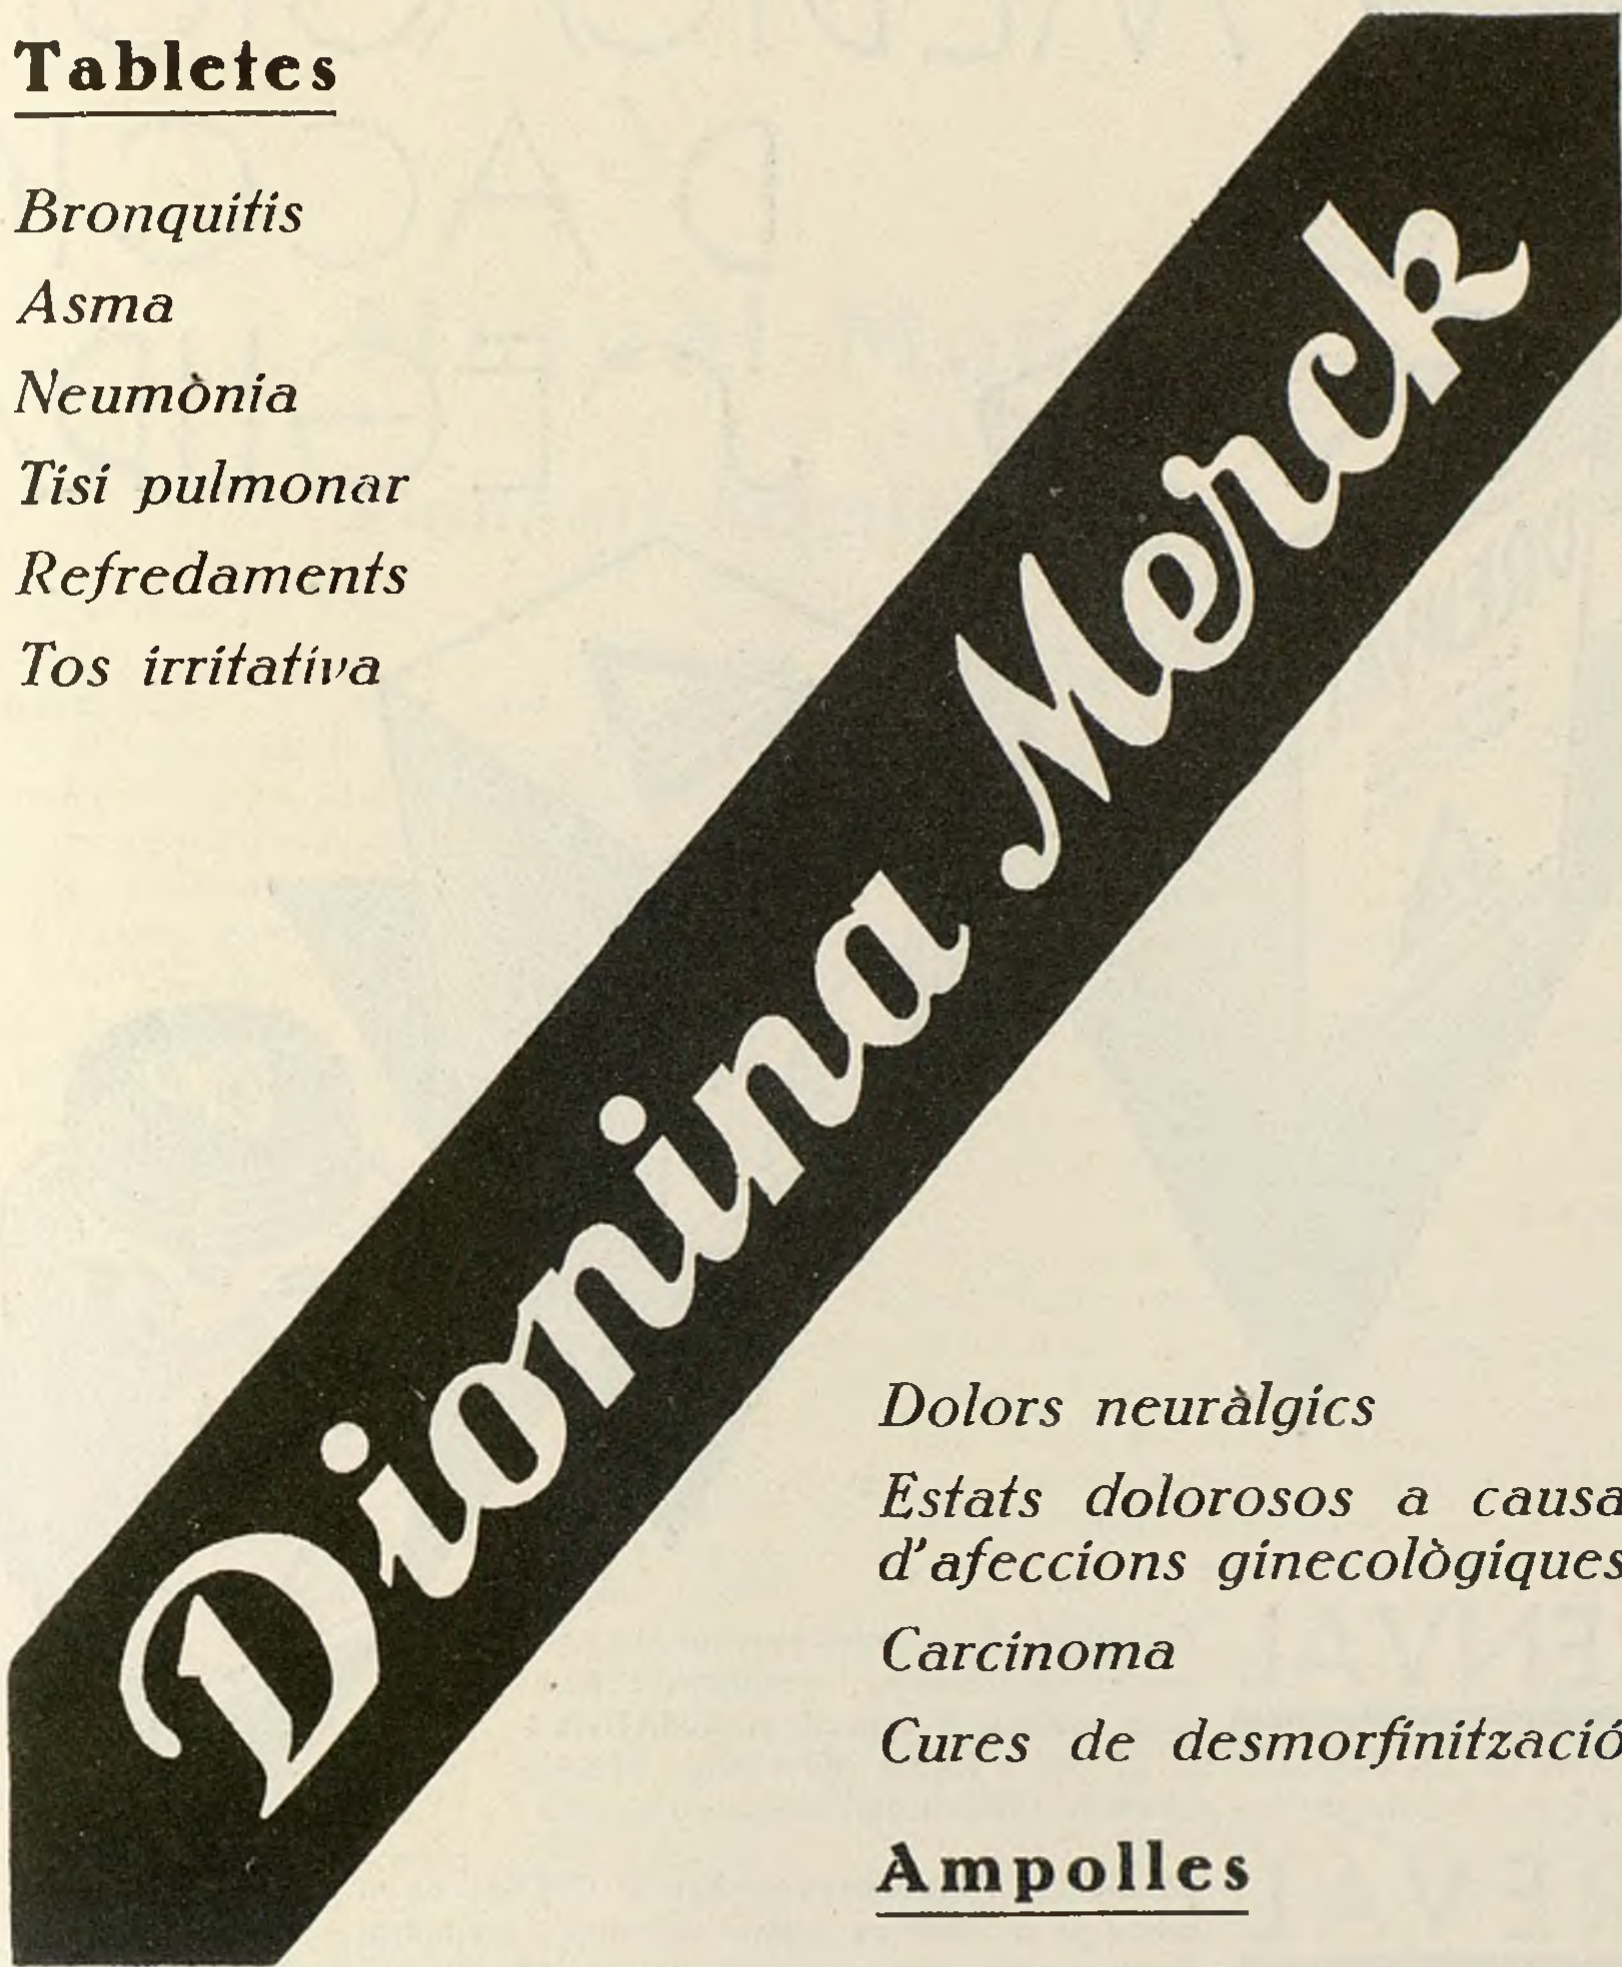 Tabletes
Bronquitis
Asma
Neumònia
Tisi pulmonar
Refredaments
Tos irritativa
Dionina Merck
Dolors neuràlgics
Estats dolorosos a causa
d'afeccions ginecològiques
Carcinoma
Cures de desmorfinització
Ampolles